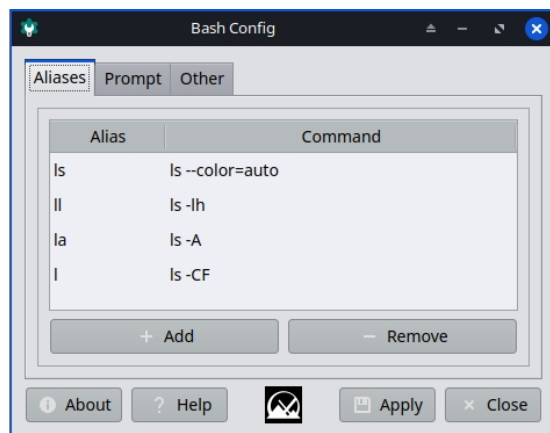 Bash Config
Aliases Prompt Other
Alias Command
ls ls --color=auto
ll ls -lh
la ls -A
l ls -CF
+ Add − Remove
About ? Help Apply × Close